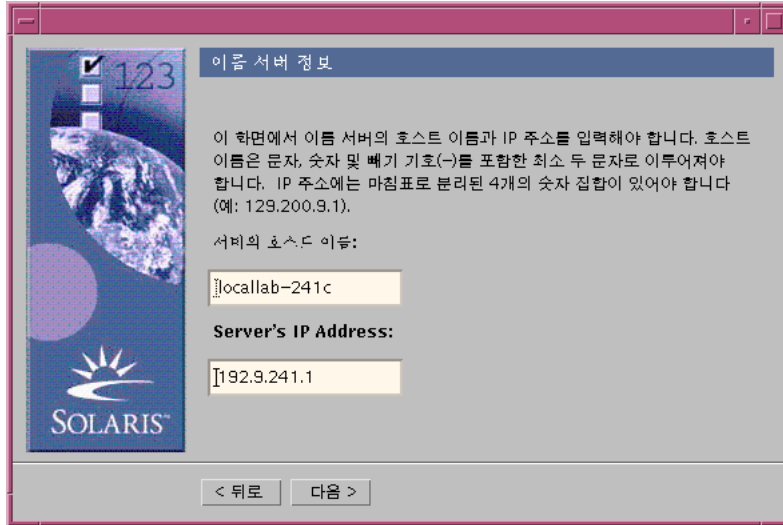 123
이름 서버 정보
이 화면에서 이름 서버의 호스트 이름과 IP 주소를 입력해야 합니다. 호스트
이름은 문자, 숫자 및 빼기 기호(-)를 포함한 최소 두 문자로 이루어져야
합니다. IP 주소에는 마침표로 분리된 4개의 숫자 집합이 있어야 합니다
(예: 129.200.9.1).
서버의 호스트 이름:
locallab-241c
Server's IP Address:
192.9.241.1
SOLARIS™
< 뒤로
다음 >